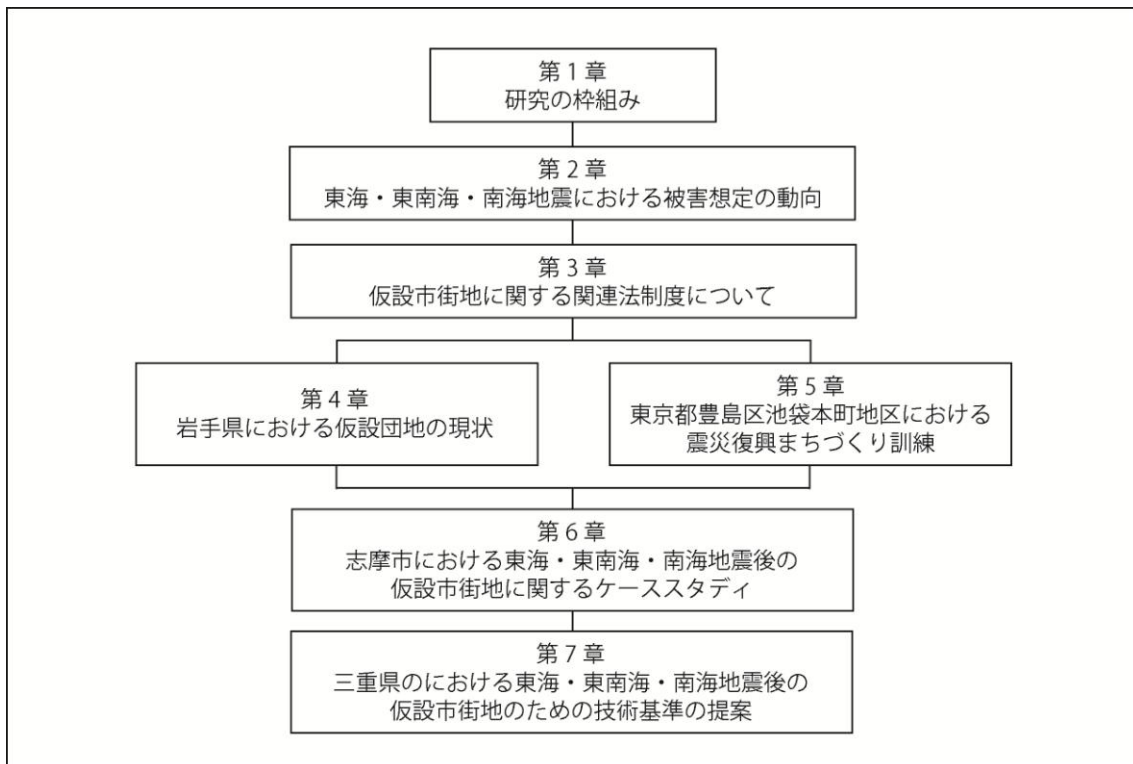 第1章
研究の枠組み
第2章
東海・東南海・南海地震における被害想定の動向
第3章
仮設市街地に関する関連法制度について
第4章
岩手県における仮設団地の現状
第5章
東京都豊島区池袋本町地区における
震災復興まちづくり訓練
第6章
志摩市における東海・東南海・南海地震後の
仮設市街地に関するケーススタディ
第7章
三重県のにおける東海・東南海・南海地震後の
仮設市街地のための技術基準の提案